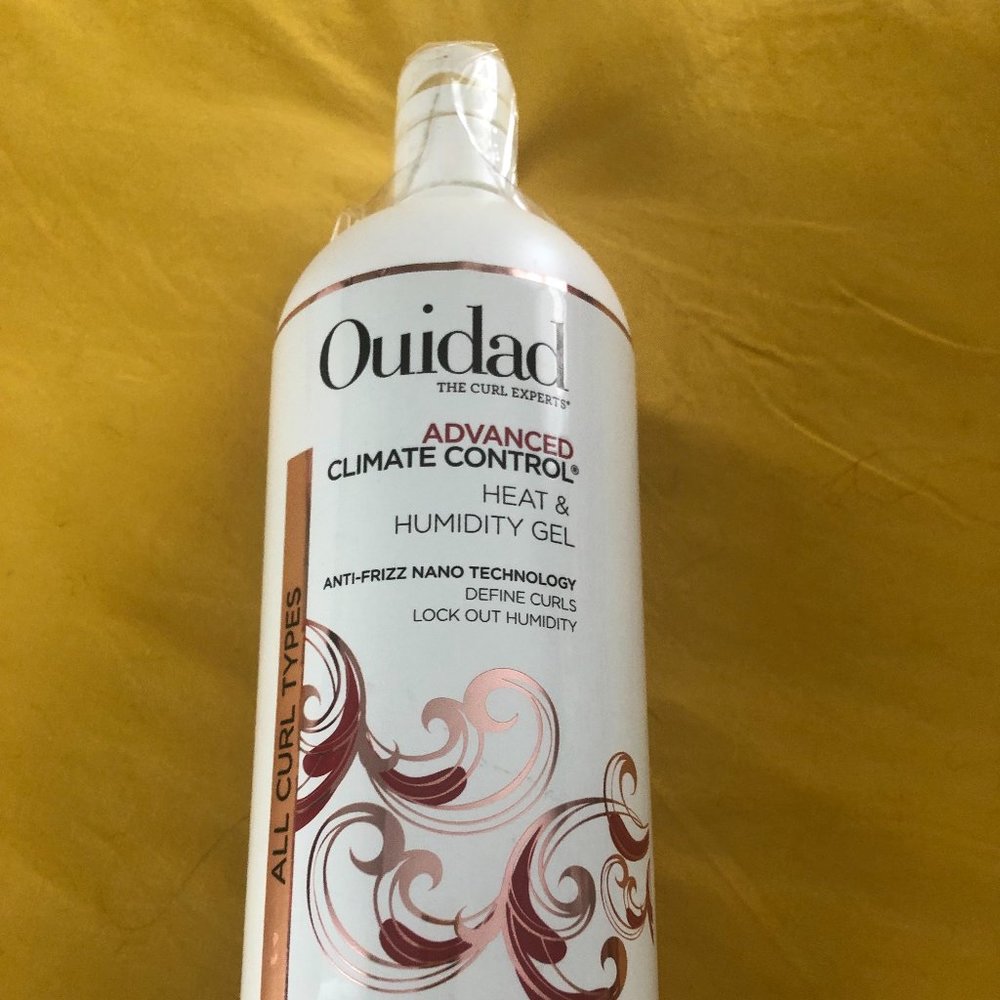 Ouidad
THE CURL EXPERTS®
ADVANCED
CLIMATE CONTROL®
HEAT &
HUMIDITY GEL
ANTI-FRIZZ NANO TECHNOLOGY
DEFINE CURLS
LOCK OUT HUMIDITY
ALL CURL TYPES